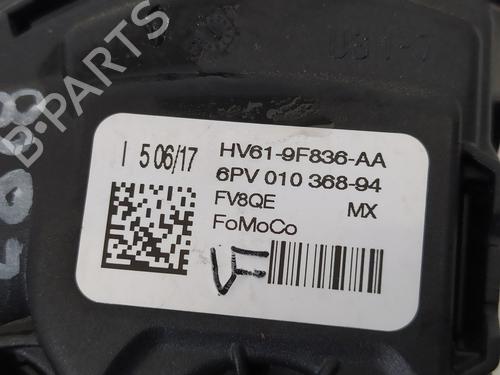 B-PARTS
I 5 06/17
HV61-9F836-AA
6PV 010 368-94
FV8QE MX
FoMoCo